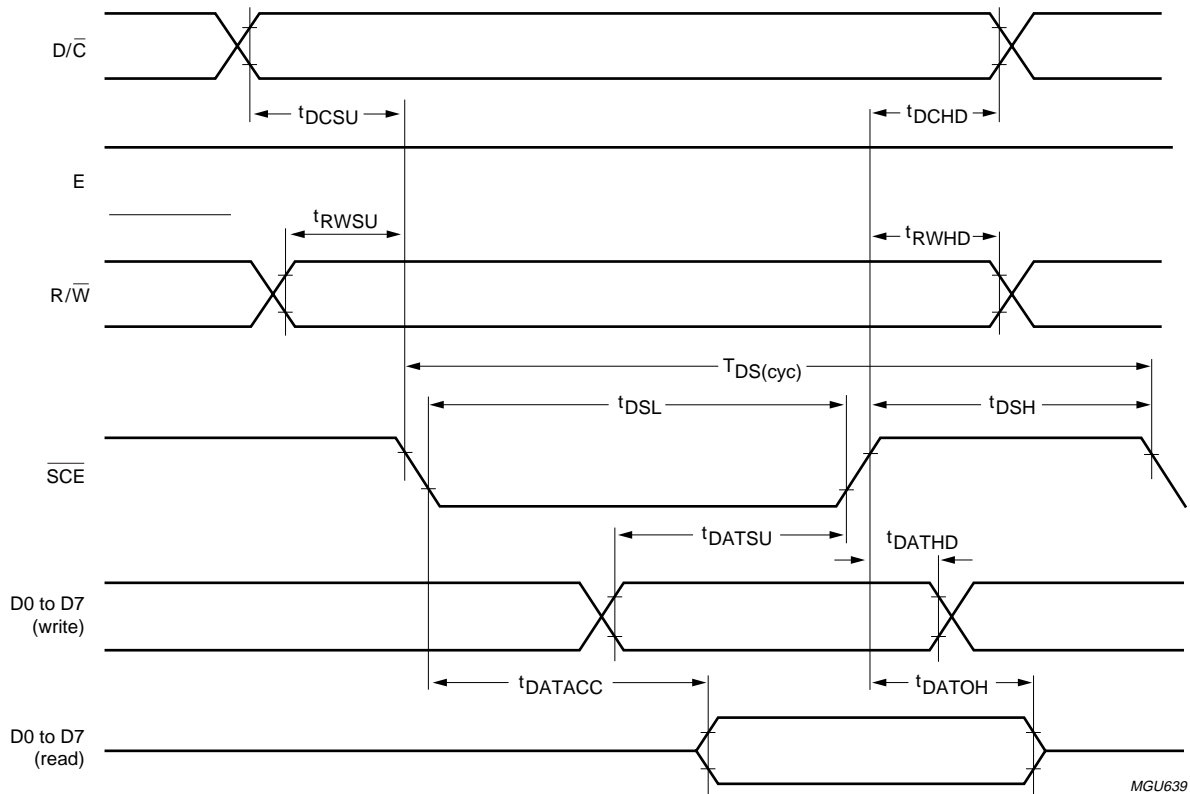 D/C̅
tDCSU
tDCHD
E
tRWSU
tRWHD
R/W̅
TDS(cyc)
tDSL
tDSH
S̅C̅E̅
tDATSU
tDATHD
D0 to D7
(write)
tDATACC
tDATOH
D0 to D7
(read)
MGU639